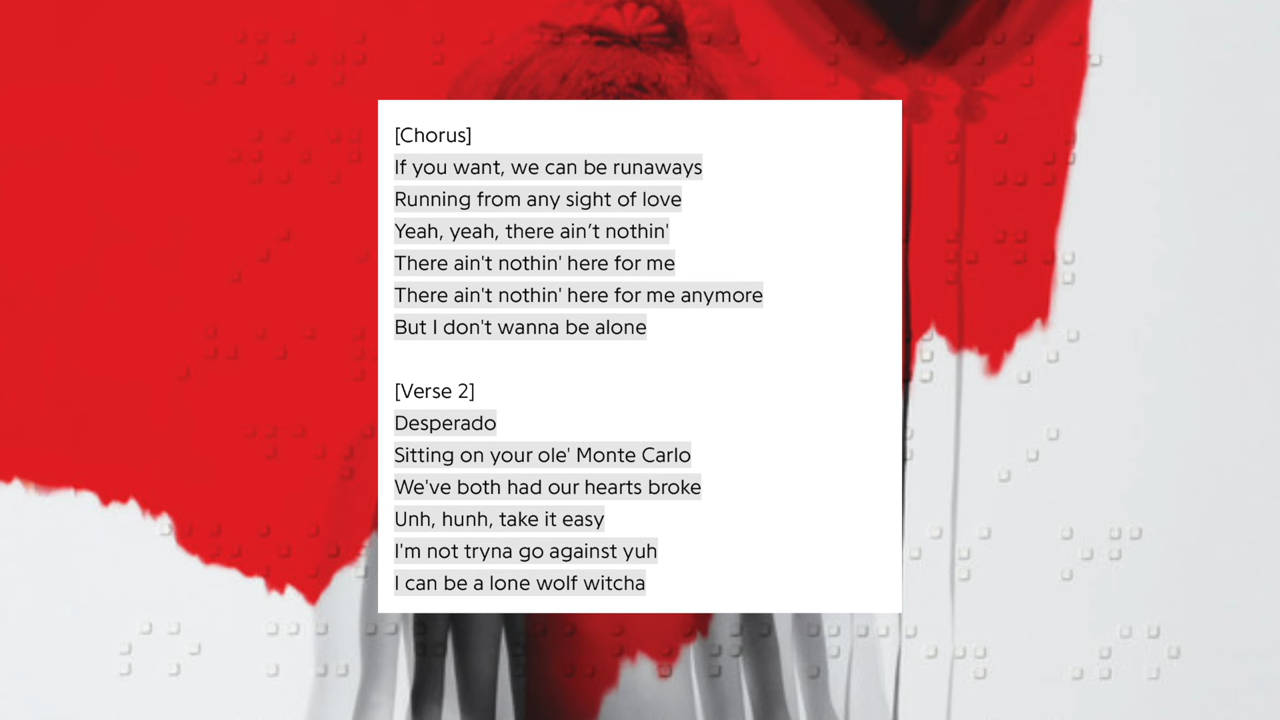 [Chorus]
If you want, we can be runaways
Running from any sight of love
Yeah, yeah, there ain’t nothin'
There ain't nothin' here for me
There ain't nothin' here for me anymore
But I don't wanna be alone
[Verse 2]
Desperado
Sitting on your ole' Monte Carlo
We've both had our hearts broke
Unh, hunh, take it easy
I'm not tryna go against yuh
I can be a lone wolf witcha